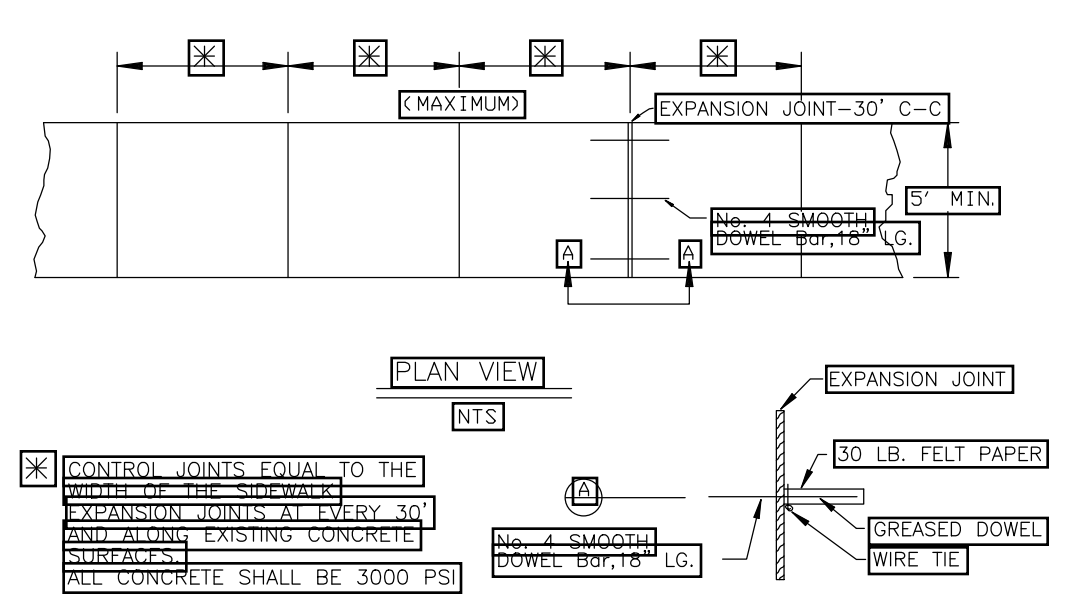 (MAXIMUM)
EXPANSION JOINT-30' C-C
5' MIN.
No. 4 SMOOTH
DOWEL Bar,18" LG.
A A
PLAN VIEW
NTS
EXPANSION JOINT
30 LB. FELT PAPER
CONTROL JOINTS EQUAL TO THE
WIDTH OF THE SIDEWALK
EXPANSION JOINTS AT EVERY 30'
AND ALONG EXISTING CONCRETE
SURFACES.
ALL CONCRETE SHALL BE 3000 PSI
A
No. 4 SMOOTH
DOWEL Bar,18" LG.
GREASED DOWEL
WIRE TIE